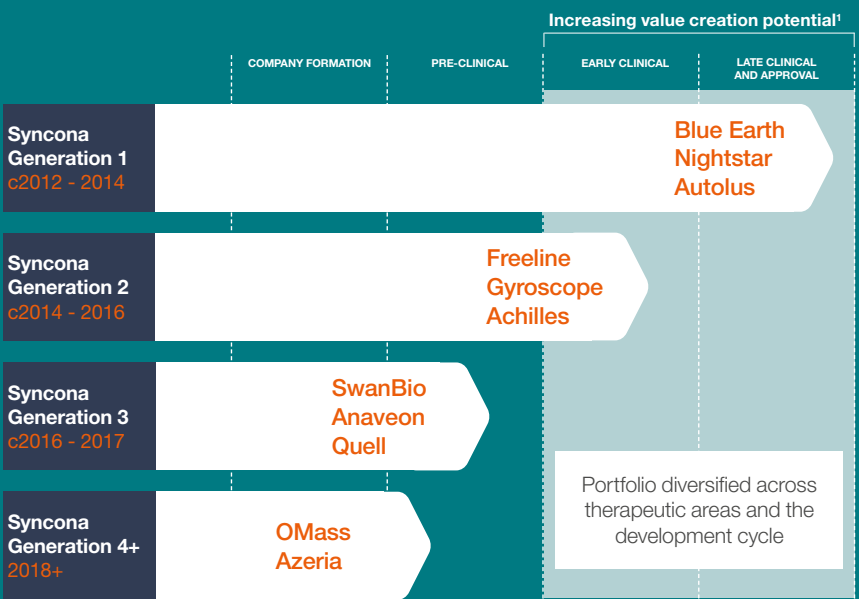 Increasing value creation potential¹
COMPANY FORMATION
PRE-CLINICAL
EARLY CLINICAL
LATE CLINICAL
AND APPROVAL
Syncona
Generation 1
c2012 - 2014
Blue Earth
Nightstar
Autolus
Syncona
Generation 2
c2014 - 2016
Freeline
Gyroscope
Achilles
Syncona
Generation 3
c2016 - 2017
SwanBio
Anaveon
Quell
Syncona
Generation 4+
2018+
OMass
Azeria
Portfolio diversified across
therapeutic areas and the
development cycle